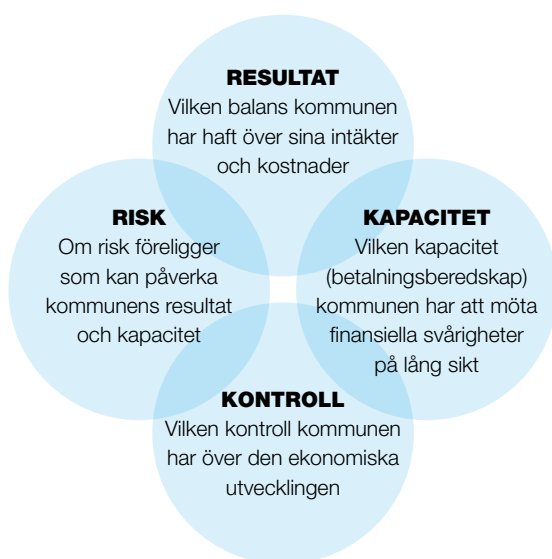 RESULTAT
Vilken balans kommunen
har haft över sina intäkter
och kostnader
RISK
Om risk föreligger
som kan påverka
kommunens resultat
och kapacitet
KAPACITET
Vilken kapacitet
(betalningsberedskap)
kommunen har att möta
finansiella svårigheter
på lång sikt
KONTROLL
Vilken kontroll kommunen
har över den ekonomiska
utvecklingen